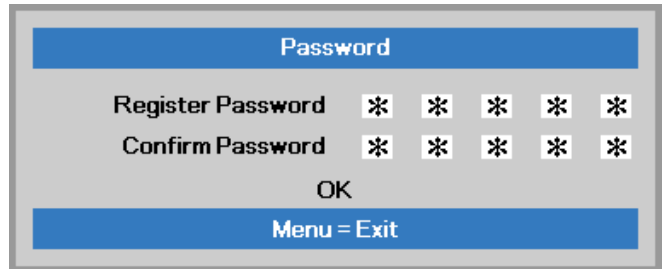 Password
Register Password * * * * *
Confirm Password * * * * *
OK
Menu = Exit